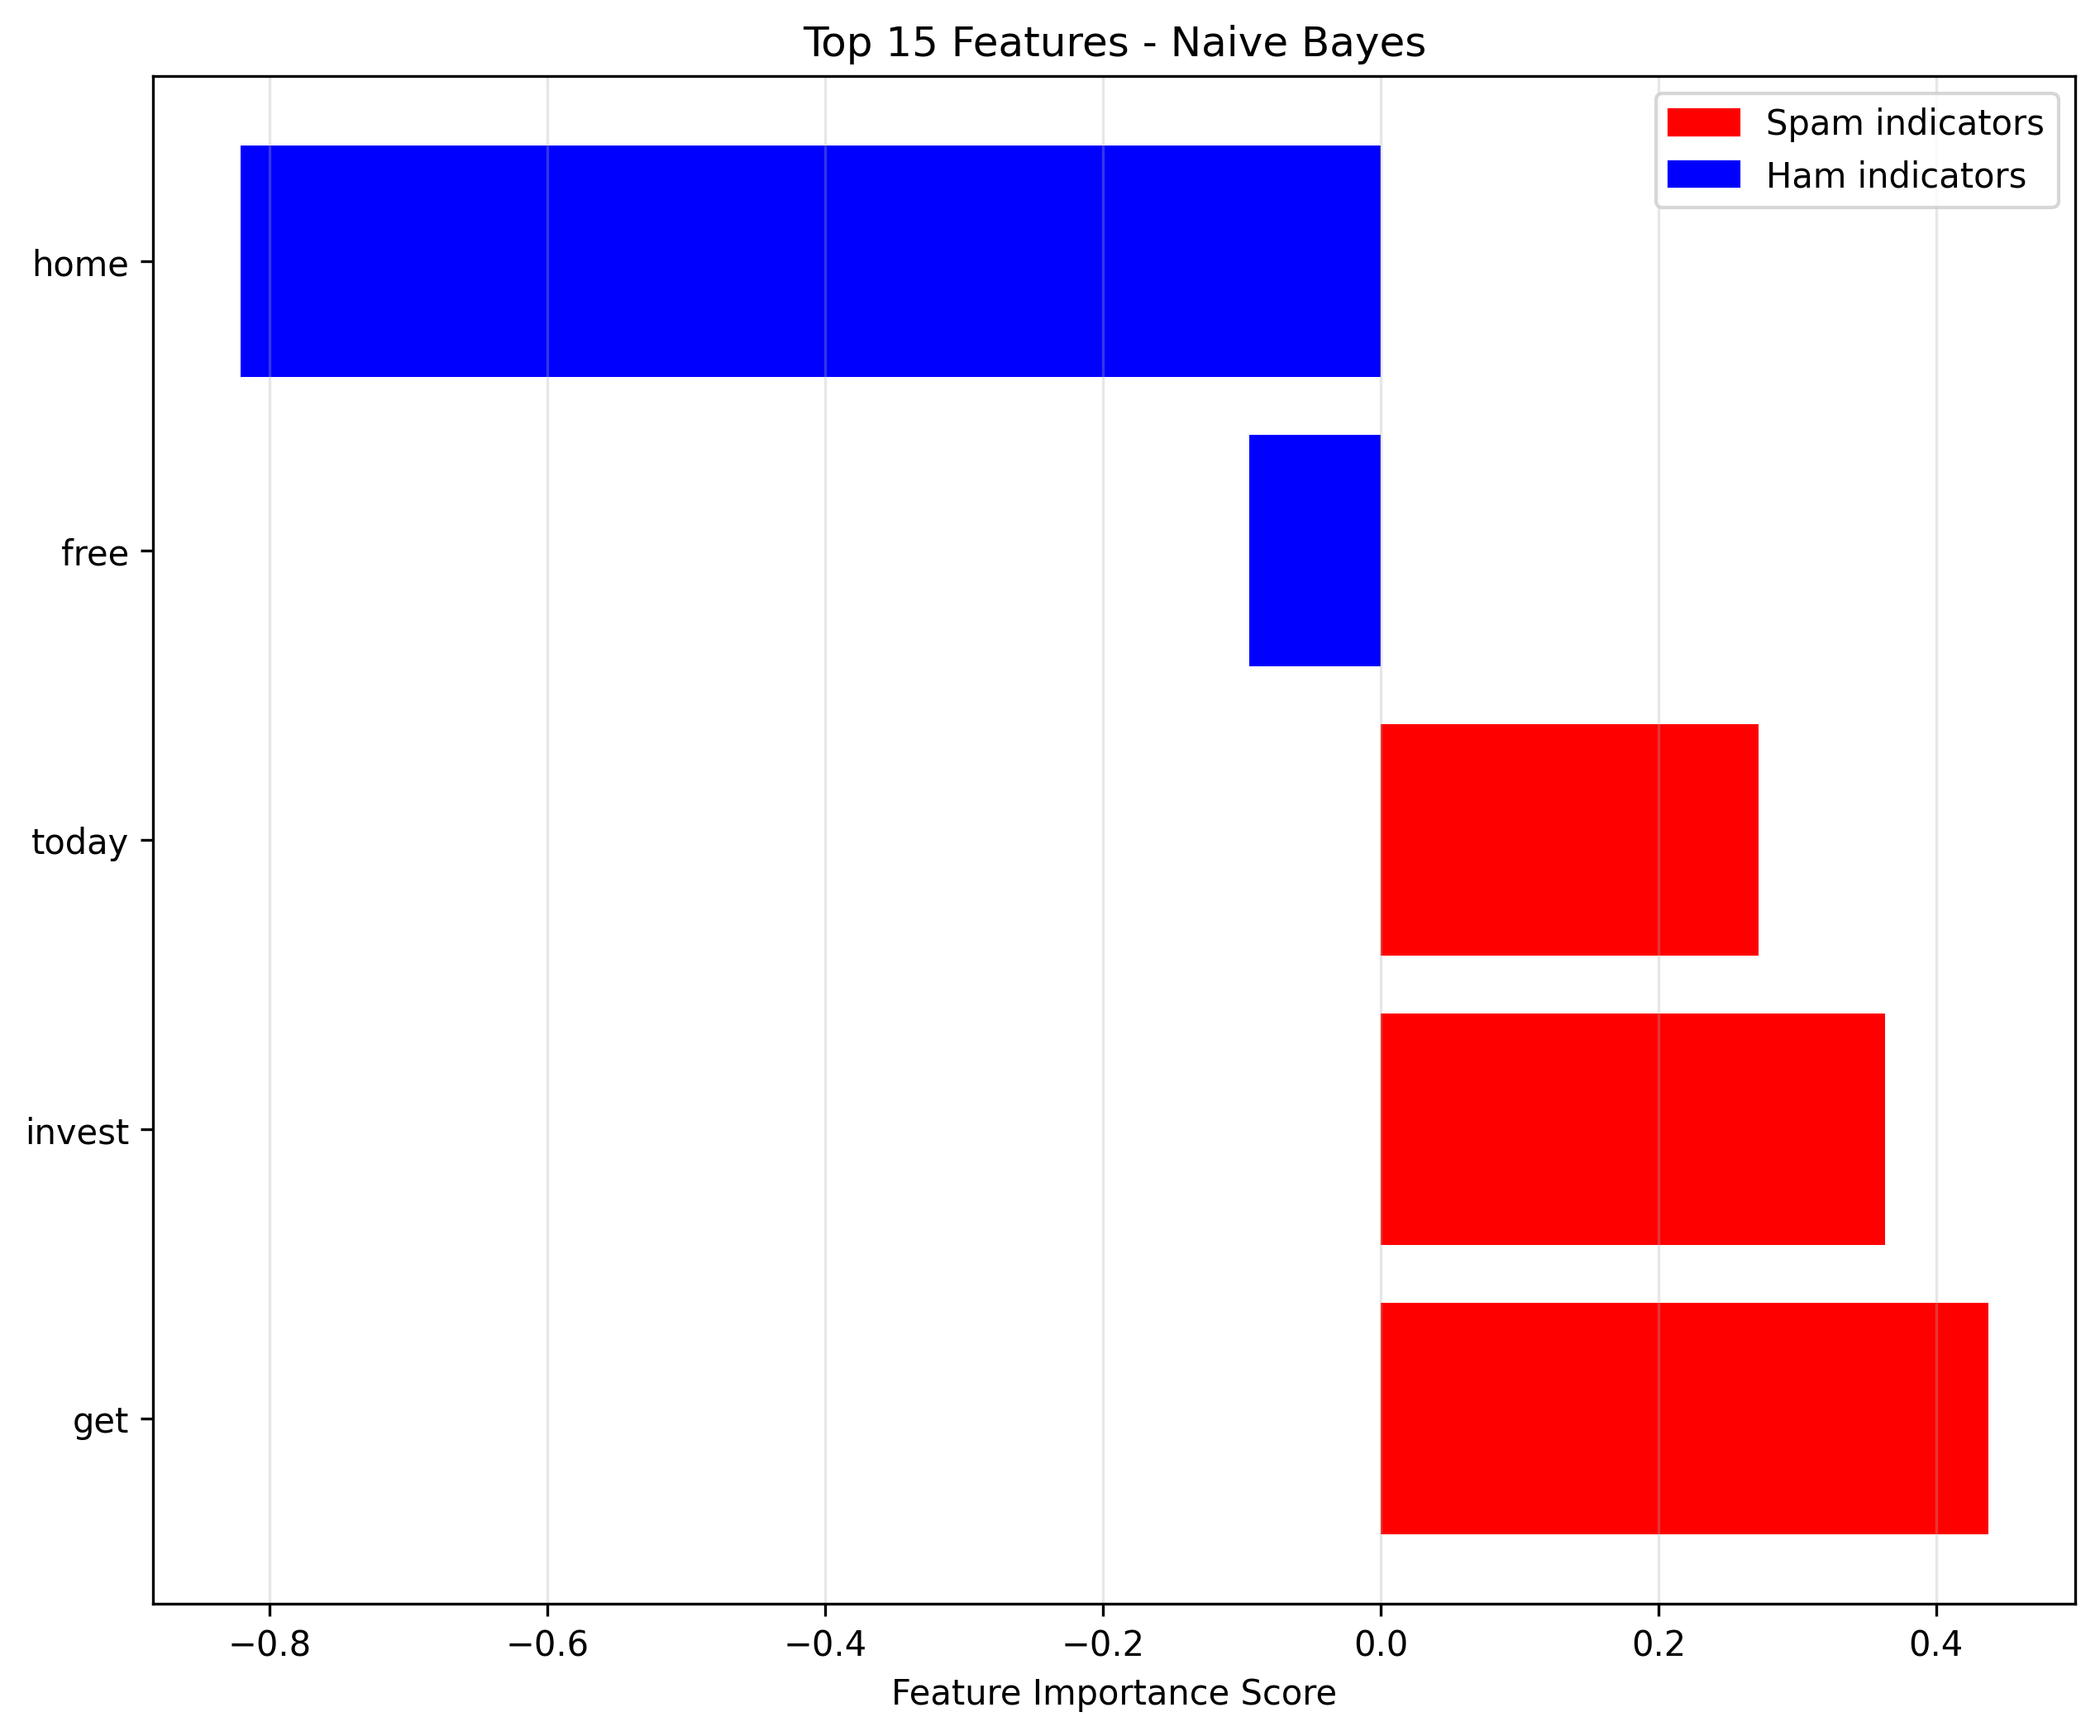 Top 15 Features - Naive Bayes
Spam indicators
Ham indicators
home
free
today
invest
get
−0.8 −0.6 −0.4 −0.2 0.0 0.2 0.4
Feature Importance Score